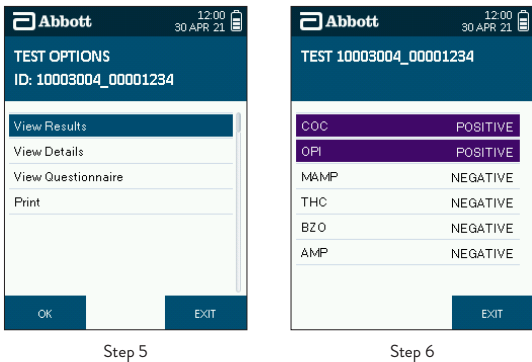 Abbott
12:00
30 APR 21
TEST OPTIONS
ID: 10003004_00001234
View Results
View Details
View Questionnaire
Print
OK EXIT
Step 5
Abbott
12:00
30 APR 21
TEST 10003004_00001234
COC POSITIVE
OPI POSITIVE
MAMP NEGATIVE
THC NEGATIVE
BZO NEGATIVE
AMP NEGATIVE
EXIT
Step 6